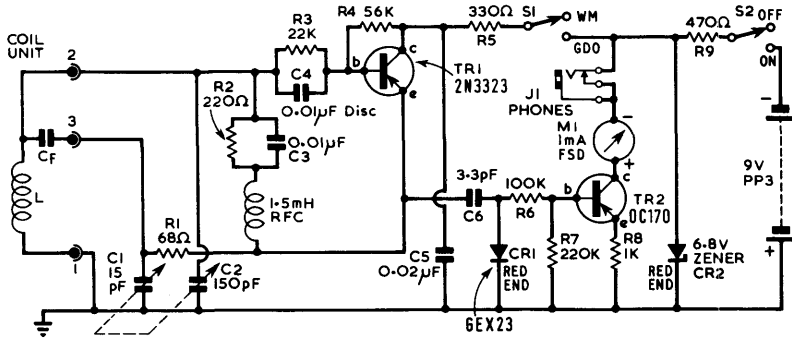 COIL
UNIT
2
3
1
CF
L
R1
68Ω
C1
15
pF
C2
150pF
R2
220Ω
R3
22K
C4
0.01µF Disc
0.01µF
C3
1.5mH
RFC
R4 56K
b
c
e
TR1
2N3323
330Ω
R5
S1
WM
GDO
470Ω
R9
S2
OFF
ON
J1
PHONES
M1
1mA
FSD
-
+
3.3pF
C6
100K
R6
b
c
e
TR2
OC170
C5
0.02µF
CR1
RED
END
GEX23
R7
220K
R8
1K
RED
END
6.8V
ZENER
CR2
-
9V
PP3
+